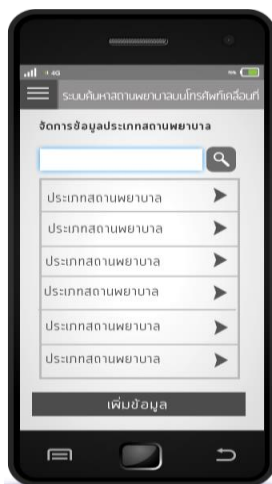 4G
ระบบค้นหาสถานพยาบาลบนโทรศัพท์เคลื่อนที่
จัดการข้อมูลประเภทสถานพยาบาล
ประเภทสถานพยาบาล
ประเภทสถานพยาบาล
ประเภทสถานพยาบาล
ประเภทสถานพยาบาล
ประเภทสถานพยาบาล
ประเภทสถานพยาบาล
เพิ่มข้อมูล